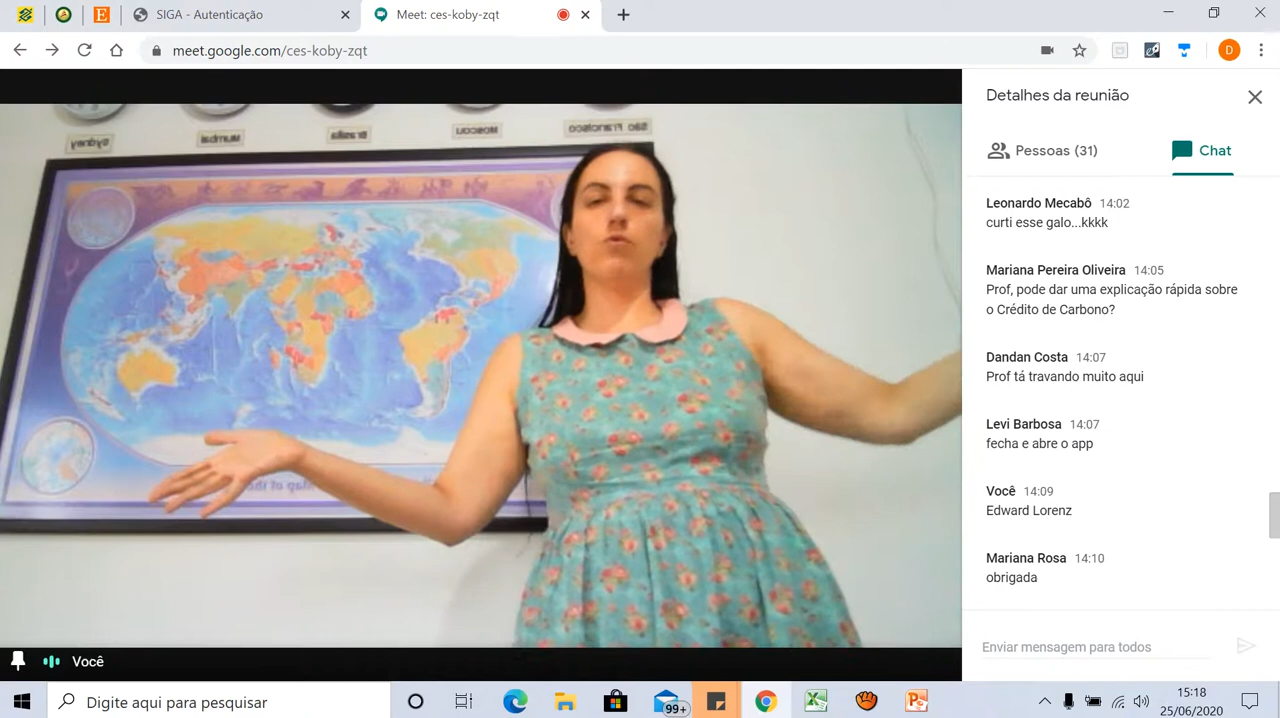 SIGA - Autenticação
Meet: ces-koby-zqt
meet.google.com/ces-koby-zqt
D
Sydney
Mumbai
Brasília
Moscou
São Francisco
Map of the
Você
Detalhes da reunião
Pessoas (31)
Chat
Leonardo Mecabô 14:02
curti esse galo...kkkk
Mariana Pereira Oliveira 14:05
Prof, pode dar uma explicação rápida sobre
o Crédito de Carbono?
Dandan Costa 14:07
Prof tá travando muito aqui
Levi Barbosa 14:07
fecha e abre o app
Você 14:09
Edward Lorenz
Mariana Rosa 14:10
obrigada
Enviar mensagem para todos
Digite aqui para pesquisar
99+
15:18
25/06/2020